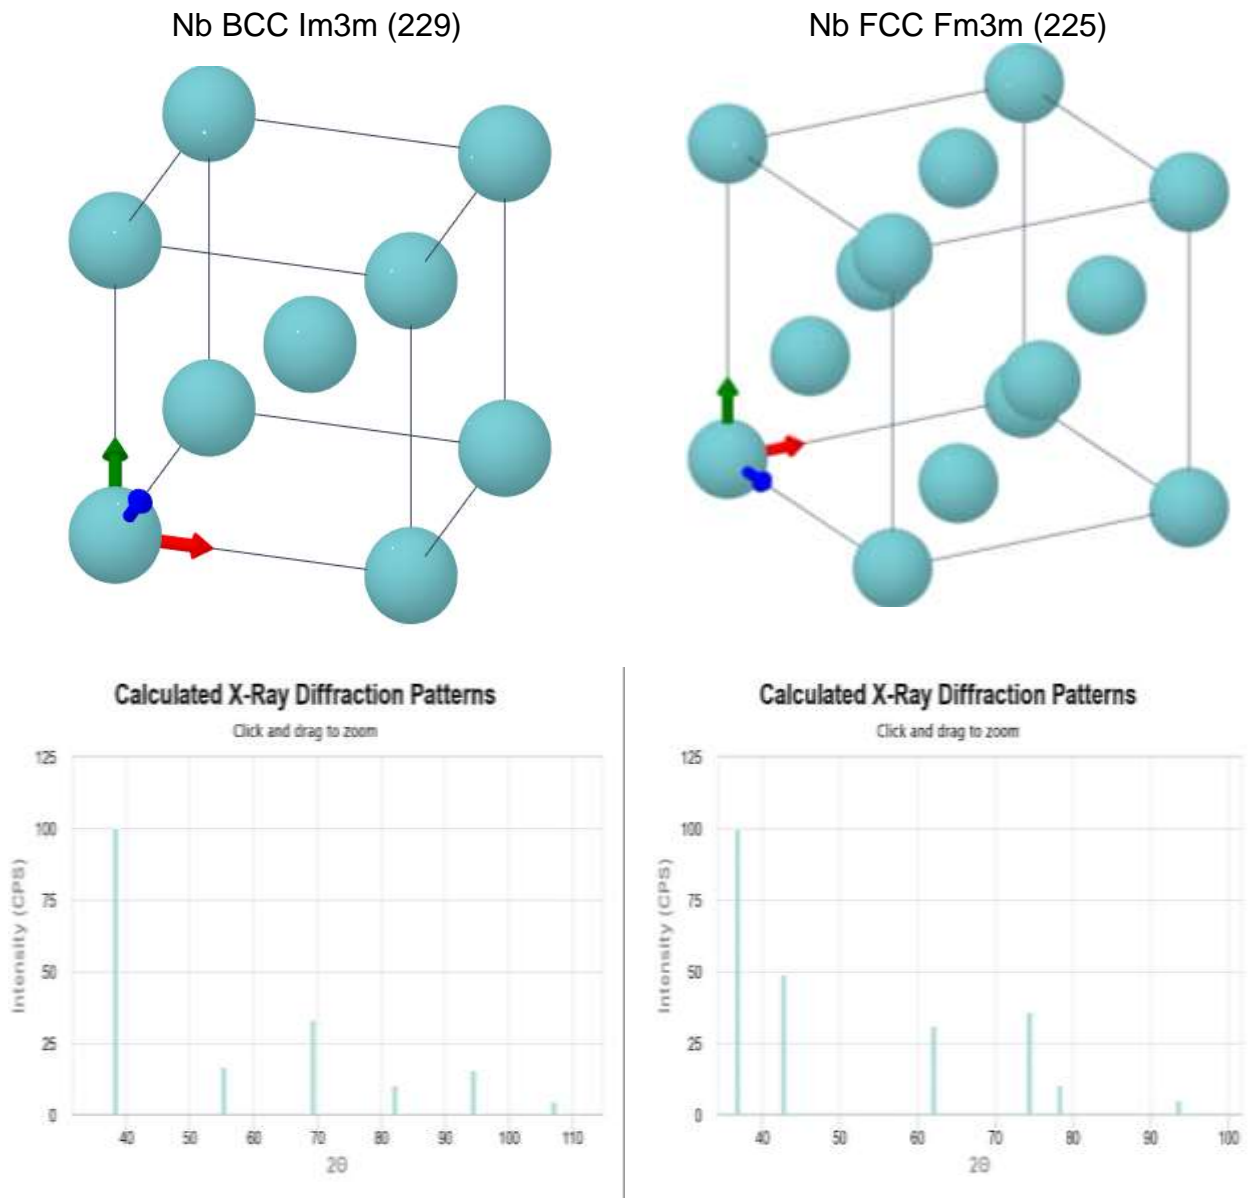 Nb BCC Im3m (229)
Nb FCC Fm3m (225)
Calculated X-Ray Diffraction Patterns
Click and drag to zoom
125
100
75
50
25
0
Intensity (CPS)
40 50 60 70 80 90 100 110
2Θ
Calculated X-Ray Diffraction Patterns
Click and drag to zoom
125
100
75
50
25
0
Intensity (CPS)
40 50 60 70 80 90 100
2Θ